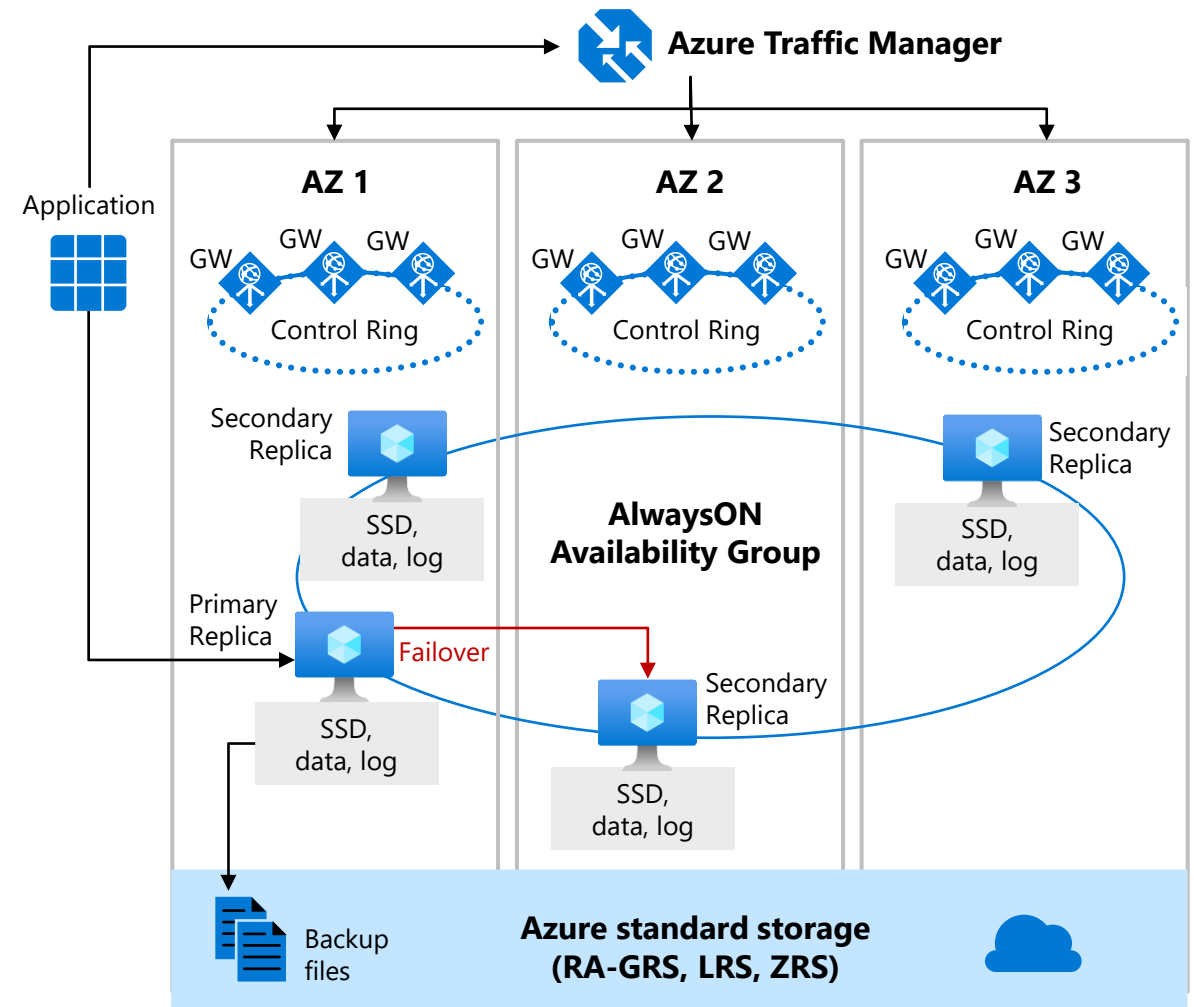 Azure Traffic Manager
Application
AZ 1
AZ 2
AZ 3
GW
GW
GW
Control Ring
GW
GW
GW
Control Ring
GW
GW
GW
Control Ring
Secondary
Replica
SSD,
data, log
AlwaysON
Availability Group
Secondary
Replica
SSD,
data, log
Primary
Replica
Failover
SSD,
data, log
Secondary
Replica
SSD,
data, log
Backup
files
Azure standard storage
(RA-GRS, LRS, ZRS)